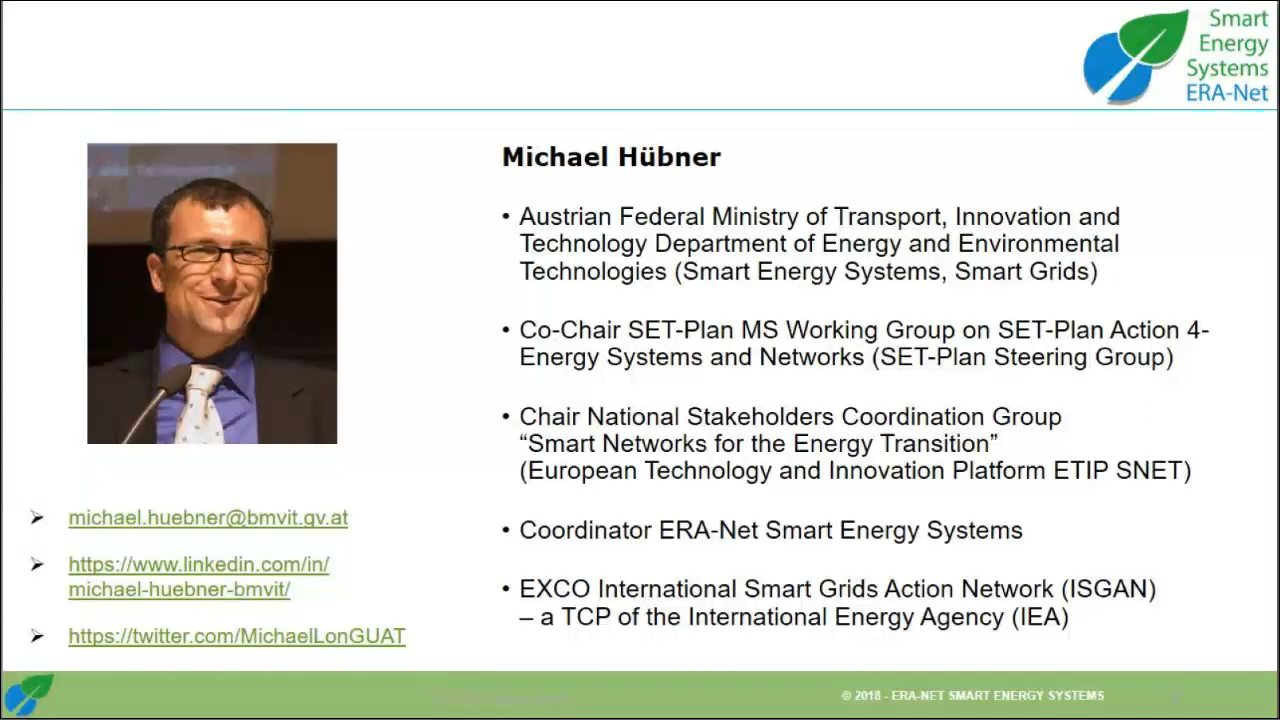 Smart
Energy
Systems
ERA-Net
Michael Hübner
• Austrian Federal Ministry of Transport, Innovation and
Technology Department of Energy and Environmental
Technologies (Smart Energy Systems, Smart Grids)
• Co-Chair SET-Plan MS Working Group on SET-Plan Action 4-
Energy Systems and Networks (SET-Plan Steering Group)
• Chair National Stakeholders Coordination Group
“Smart Networks for the Energy Transition”
(European Technology and Innovation Platform ETIP SNET)
• Coordinator ERA-Net Smart Energy Systems
• EXCO International Smart Grids Action Network (ISGAN)
– a TCP of the International Energy Agency (IEA)
michael.huebner@bmvit.gv.at
https://www.linkedin.com/in/
michael-huebner-bmvit/
https://twitter.com/MichaelLonGUAT
© 2018 - ERA-NET SMART ENERGY SYSTEMS